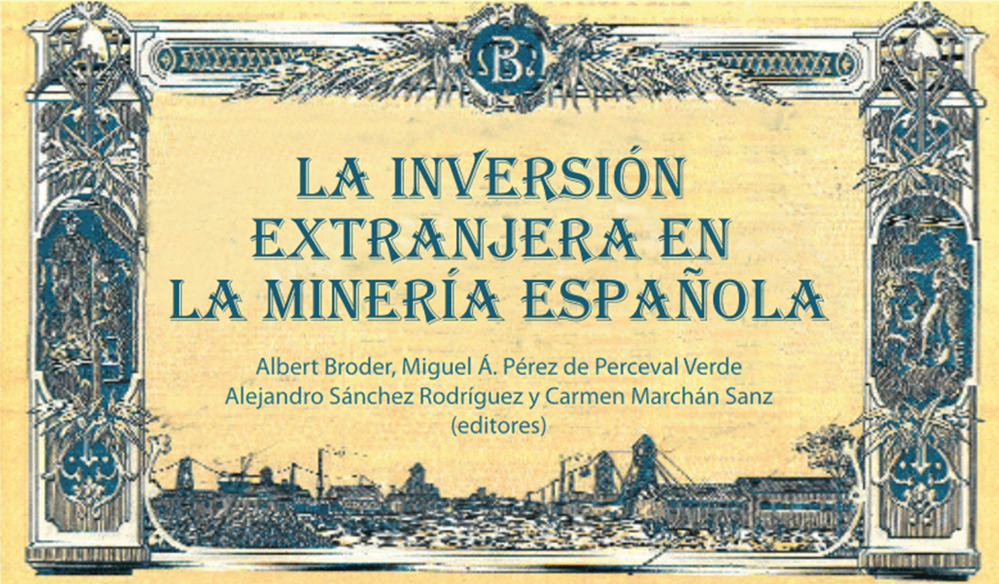 B
LA INVERSIÓN
EXTRANJERA EN
LA MINERÍA ESPAÑOLA
Albert Broder, Miguel Á. Pérez de Perceval Verde
Alejandro Sánchez Rodríguez y Carmen Marchán Sanz
(editores)